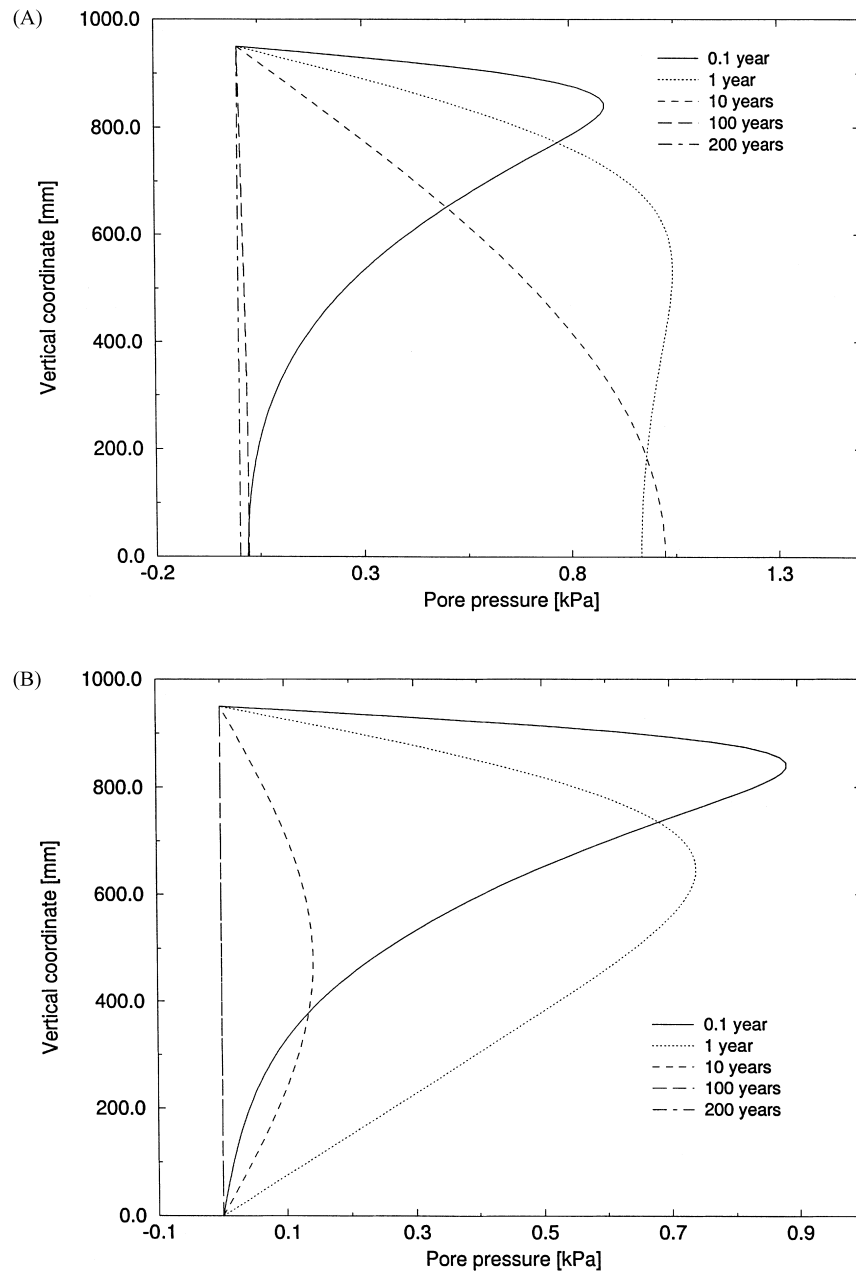 (A)
1000.0
800.0
600.0
400.0
200.0
0.0
Vertical coordinate [mm]
0.1 year
1 year
10 years
100 years
200 years
-0.2
0.3
0.8
1.3
Pore pressure [kPa]
(B)
1000.0
800.0
600.0
400.0
200.0
0.0
Vertical coordinate [mm]
0.1 year
1 year
10 years
100 years
200 years
-0.1
0.1
0.3
0.5
0.7
0.9
Pore pressure [kPa]